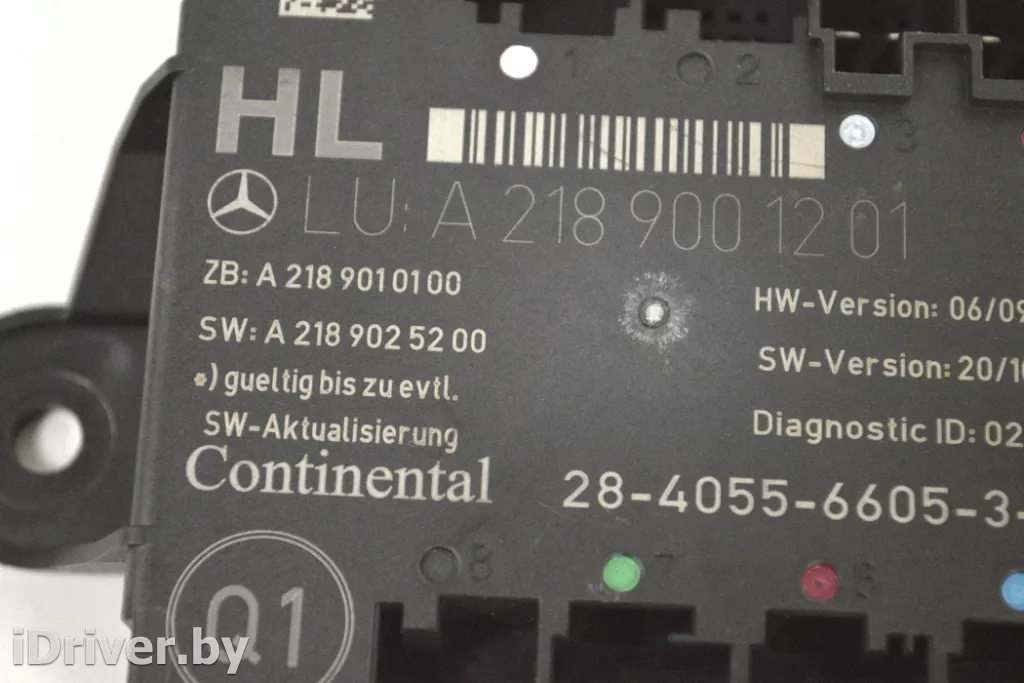 1 2
HL
3
LU: A 218 900 12 01
ZB: A 218 901 01 00
HW-Version: 06/09
SW: A 218 902 52 00
SW-Version: 20/10
*) gueltig bis zu evtl.
SW-Aktualisierung
Diagnostic ID: 02
Continental
28-4055-6605-3-
8 7 6
Q1
iDriver.by